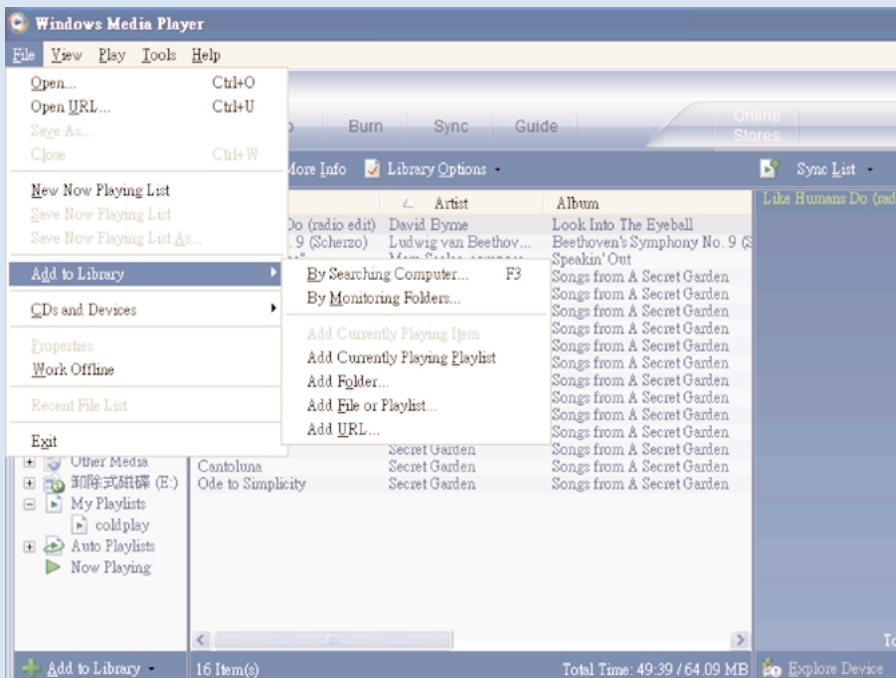 Windows Media Player
File View Play Tools Help
Open... Ctrl+O
Open URL... Ctrl+U
Save As...
Close Ctrl+W
New Now Playing List
Save Now Playing List
Save Now Playing List As...
Add to Library
CDs and Devices
Properties
Work Offline
Recent File List
Exit
By Searching Computer... F3
By Monitoring Folders...
Add Currently Playing Item
Add Currently Playing Playlist
Add Folder...
Add File or Playlist...
Add URL...
Burn Sync Guide
Online
Stores
More Info Library Options
Sync List
Artist Album
Do (radio edit) David Byrne Look Into The Eyeball
. 9 (Scherzo) Ludwig van Beethov... Beethoven's Symphony No. 9 (S
Speakin' Out
Songs from A Secret Garden
Songs from A Secret Garden
Songs from A Secret Garden
Songs from A Secret Garden
Songs from A Secret Garden
Songs from A Secret Garden
Songs from A Secret Garden
Songs from A Secret Garden
Songs from A Secret Garden
Songs from A Secret Garden
Secret Garden Songs from A Secret Garden
Cantoluna Secret Garden Songs from A Secret Garden
Ode to Simplicity Secret Garden Songs from A Secret Garden
Like Humans Do (rad
Other Media
卸除式磁碟 (E:)
My Playlists
coldplay
Auto Playlists
Now Playing
To
Add to Library
16 Item(s)
Total Time: 49:39 / 64.09 MB
Explore Device